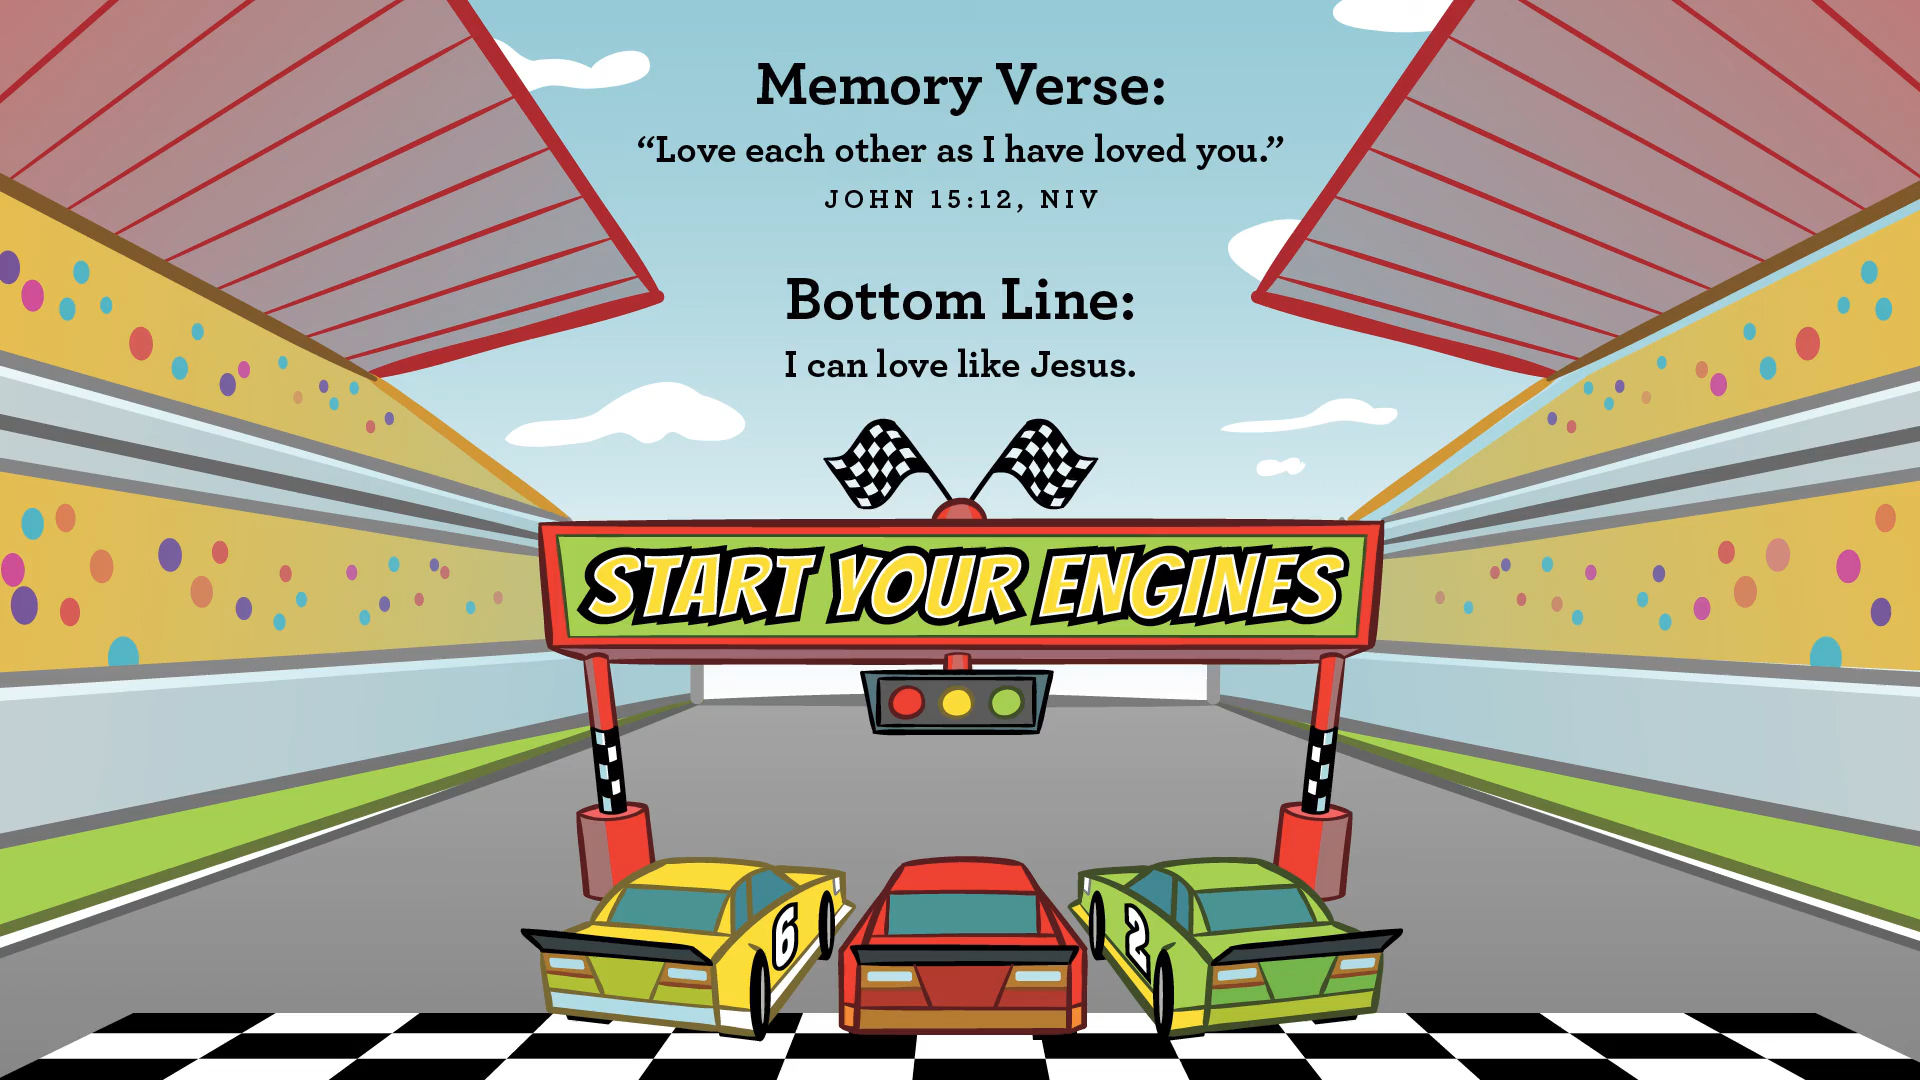 Memory Verse:
“Love each other as I have loved you.”
JOHN 15:12, NIV
Bottom Line:
I can love like Jesus.
START YOUR ENGINES
6
2